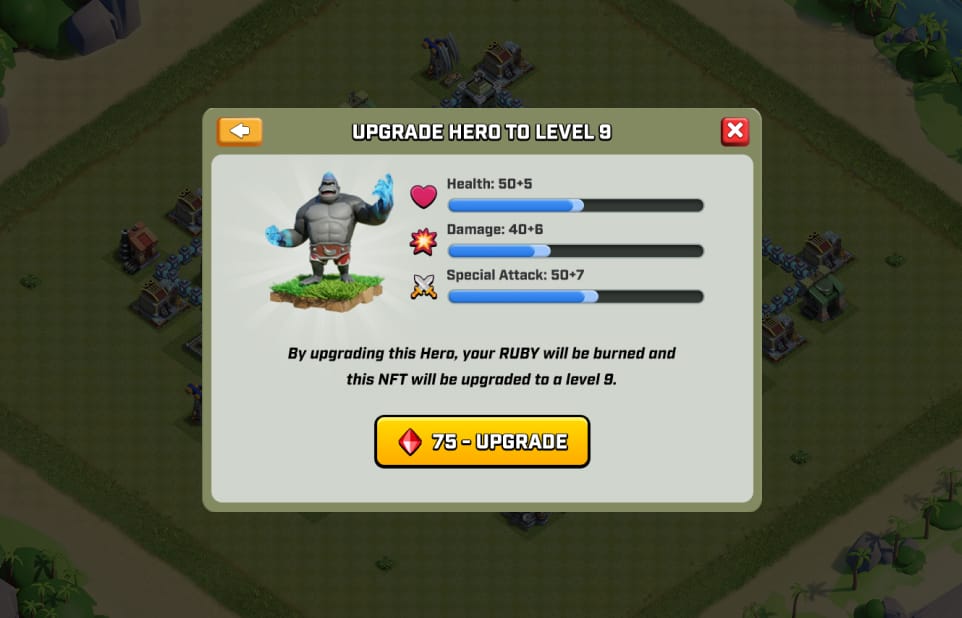 UPGRADE HERO TO LEVEL 9
Health: 50+5
Damage: 40+6
Special Attack: 50+7
By upgrading this Hero, your RUBY will be burned and
this NFT will be upgraded to a level 9.
75 - UPGRADE